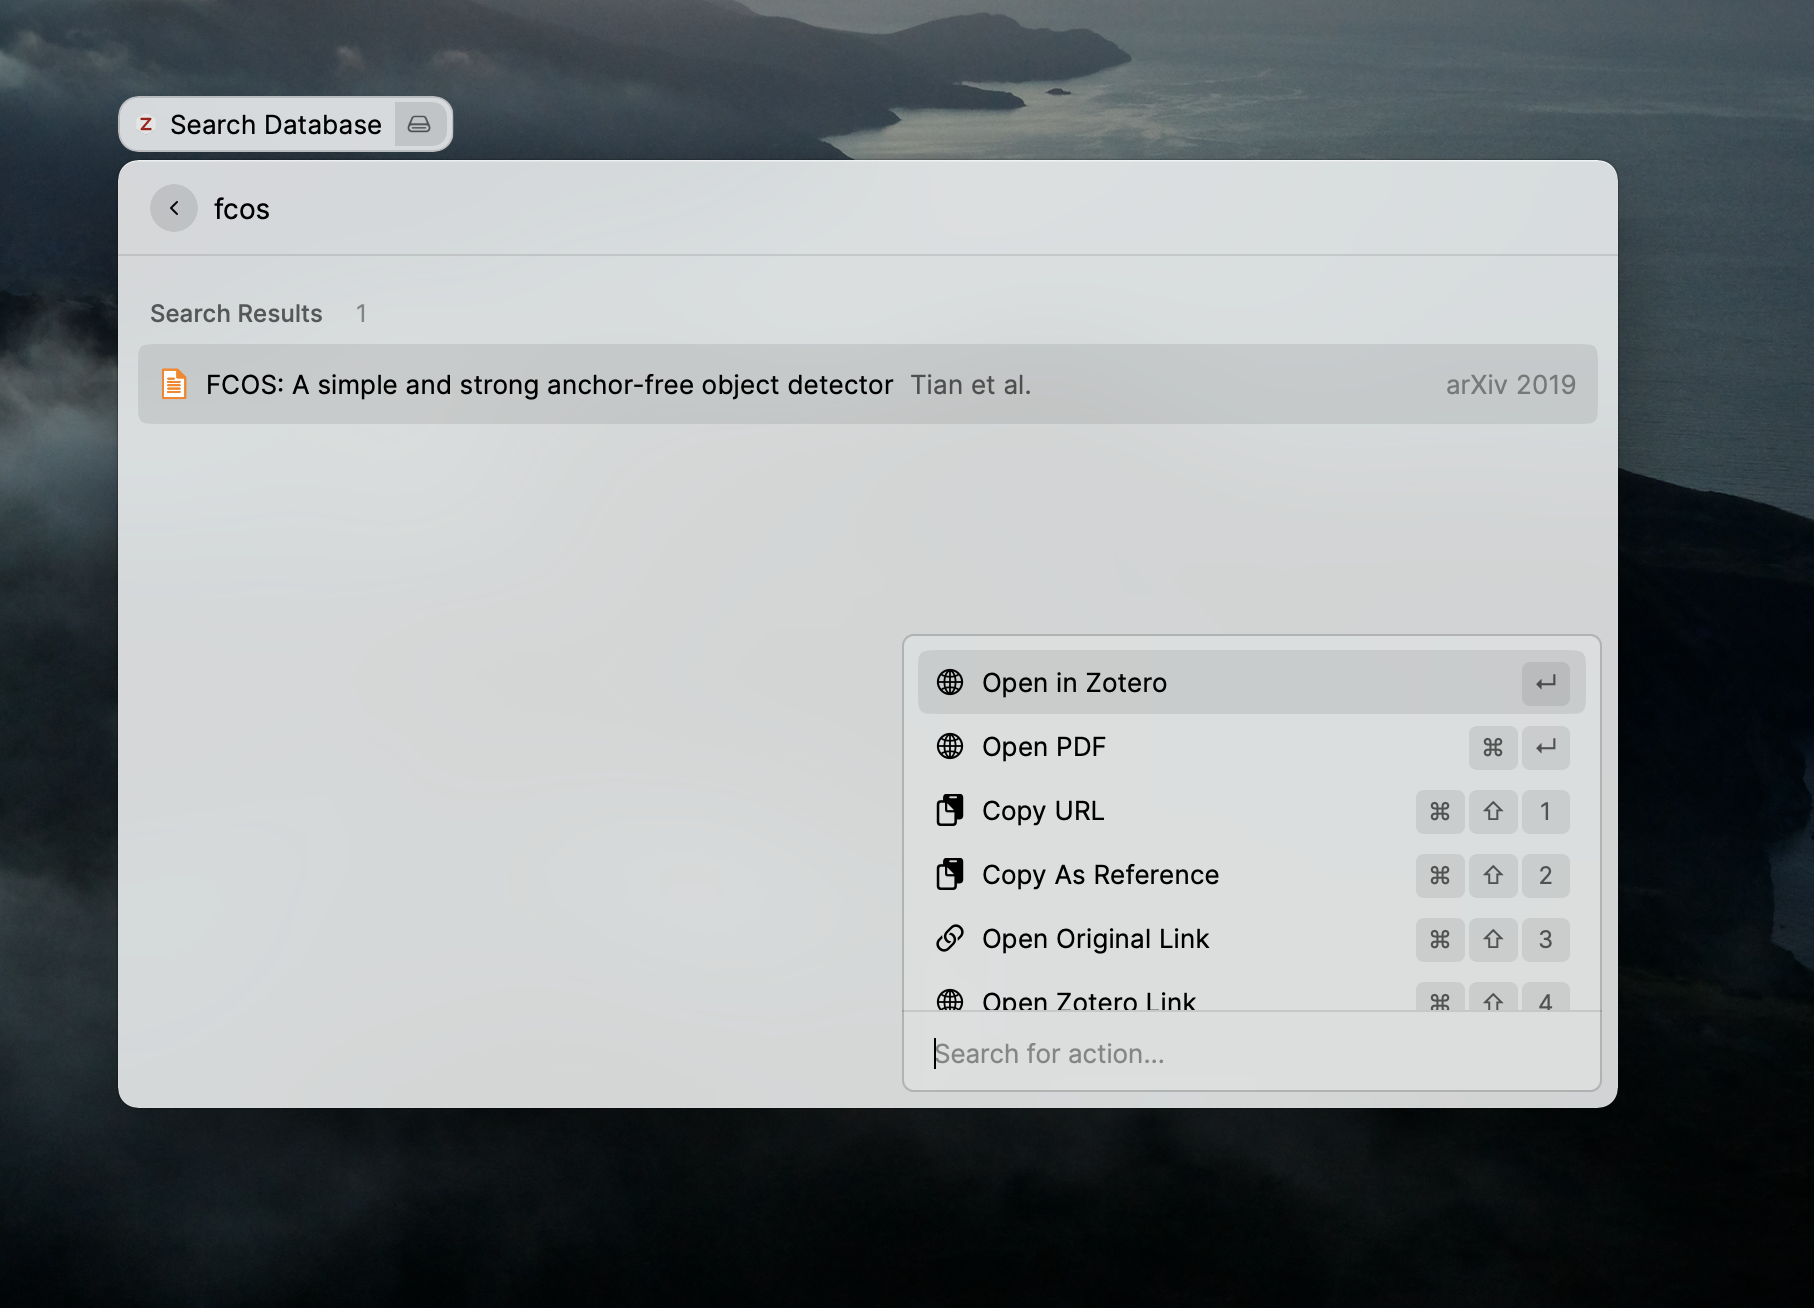 Z Search Database
fcos
Search Results 1
FCOS: A simple and strong anchor-free object detector Tian et al. arXiv 2019
Open in Zotero ↵
Open PDF ⌘ ↵
Copy URL ⌘ ⇧ 1
Copy As Reference ⌘ ⇧ 2
Open Original Link ⌘ ⇧ 3
Open Zotero Link ⌘ ⇧ 4
Search for action...